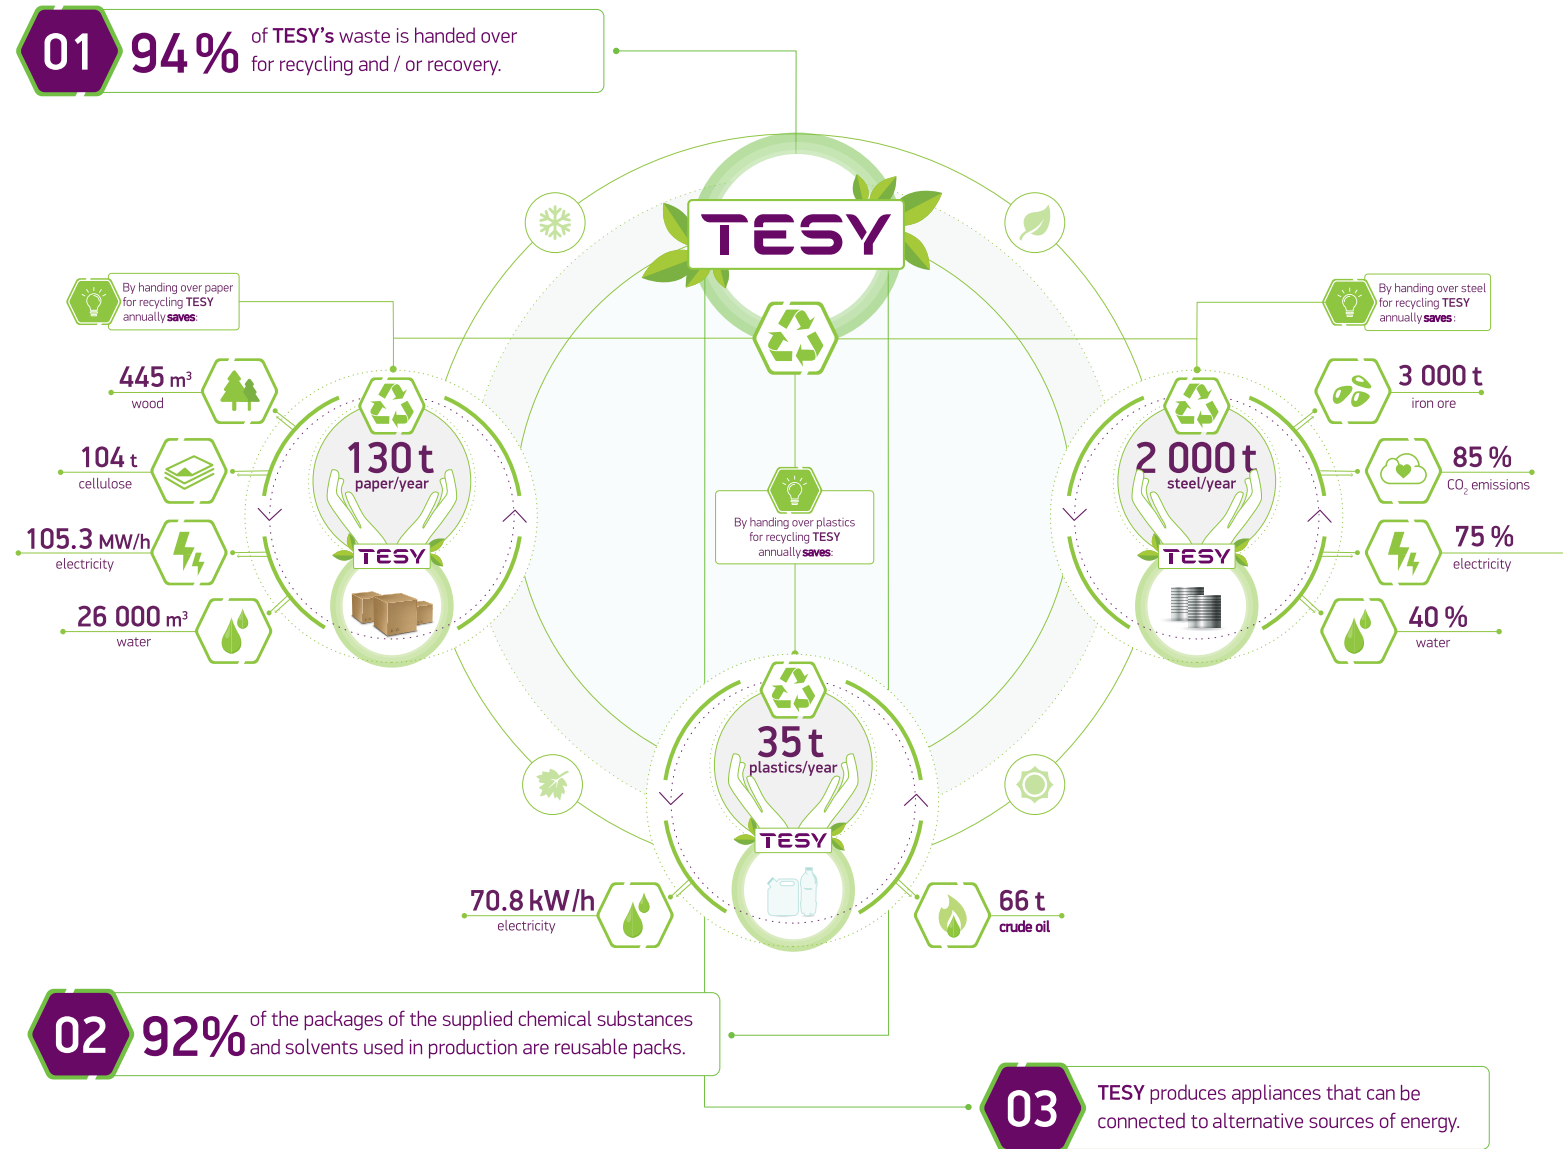 01
94%
of TESY's waste is handed over
for recycling and / or recovery.
TESY
By handing over paper
for recycling TESY
annually saves:
445 m³
wood
104 t
cellulose
105.3 MW/h
electricity
26 000 m³
water
130 t
paper/year
TESY
By handing over plastics
for recycling TESY
annually saves:
35 t
plastics/year
TESY
70.8 kW/h
electricity
66 t
crude oil
By handing over steel
for recycling TESY
annually saves:
2 000 t
steel/year
TESY
3 000 t
iron ore
85 %
CO₂ emissions
75 %
electricity
40 %
water
02
92%
of the packages of the supplied chemical substances
and solvents used in production are reusable packs.
03
TESY produces appliances that can be
connected to alternative sources of energy.